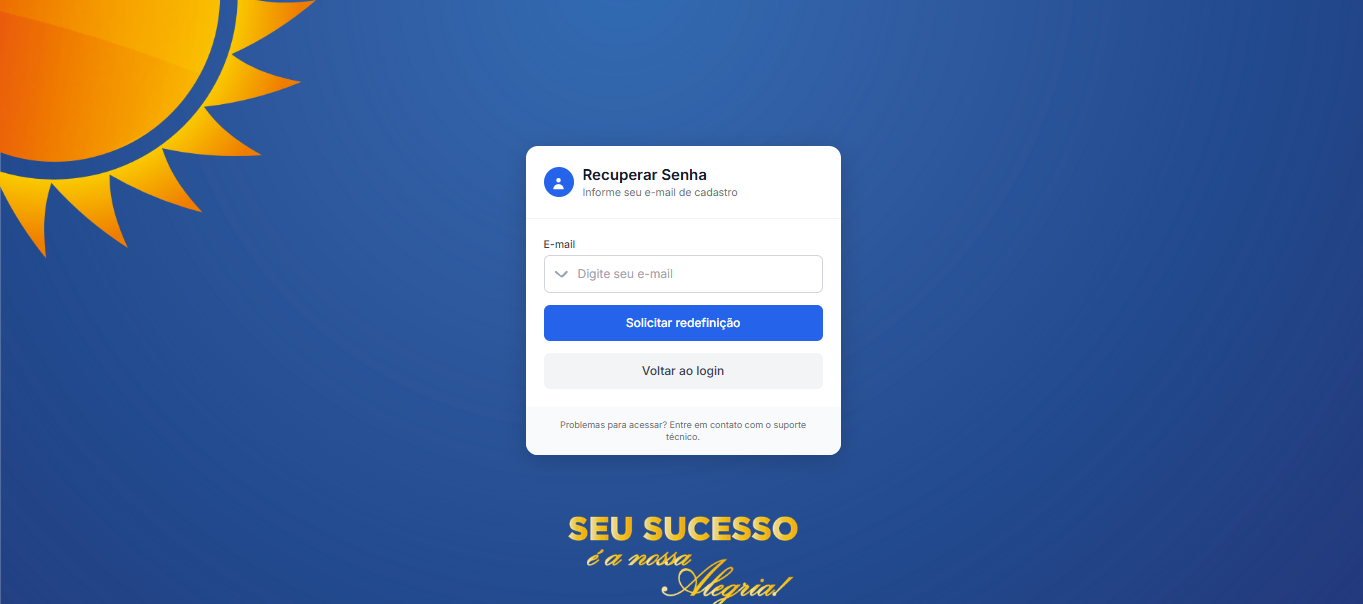 Recuperar Senha
Informe seu e-mail de cadastro
E-mail
Digite seu e-mail
Solicitar redefinição
Voltar ao login
Problemas para acessar? Entre em contato com o suporte
técnico.
SEU SUCESSO
é a nossa
Alegria!